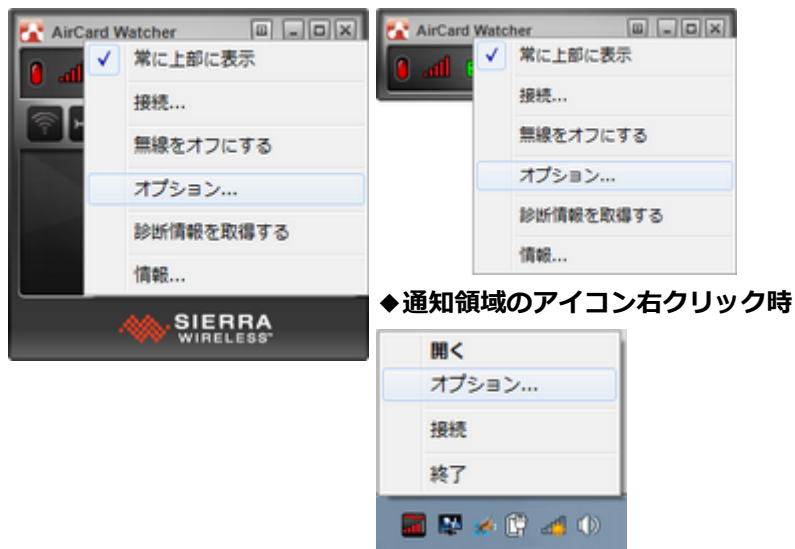 AirCard Watcher
常に上部に表示
接続...
無線をオフにする
オプション...
診断情報を取得する
情報...
SIERRA
WIRELESS
AirCard Watcher
常に上部に表示
接続...
無線をオフにする
オプション...
診断情報を取得する
情報...
◆通知領域のアイコン右クリック時
開く
オプション...
接続
終了